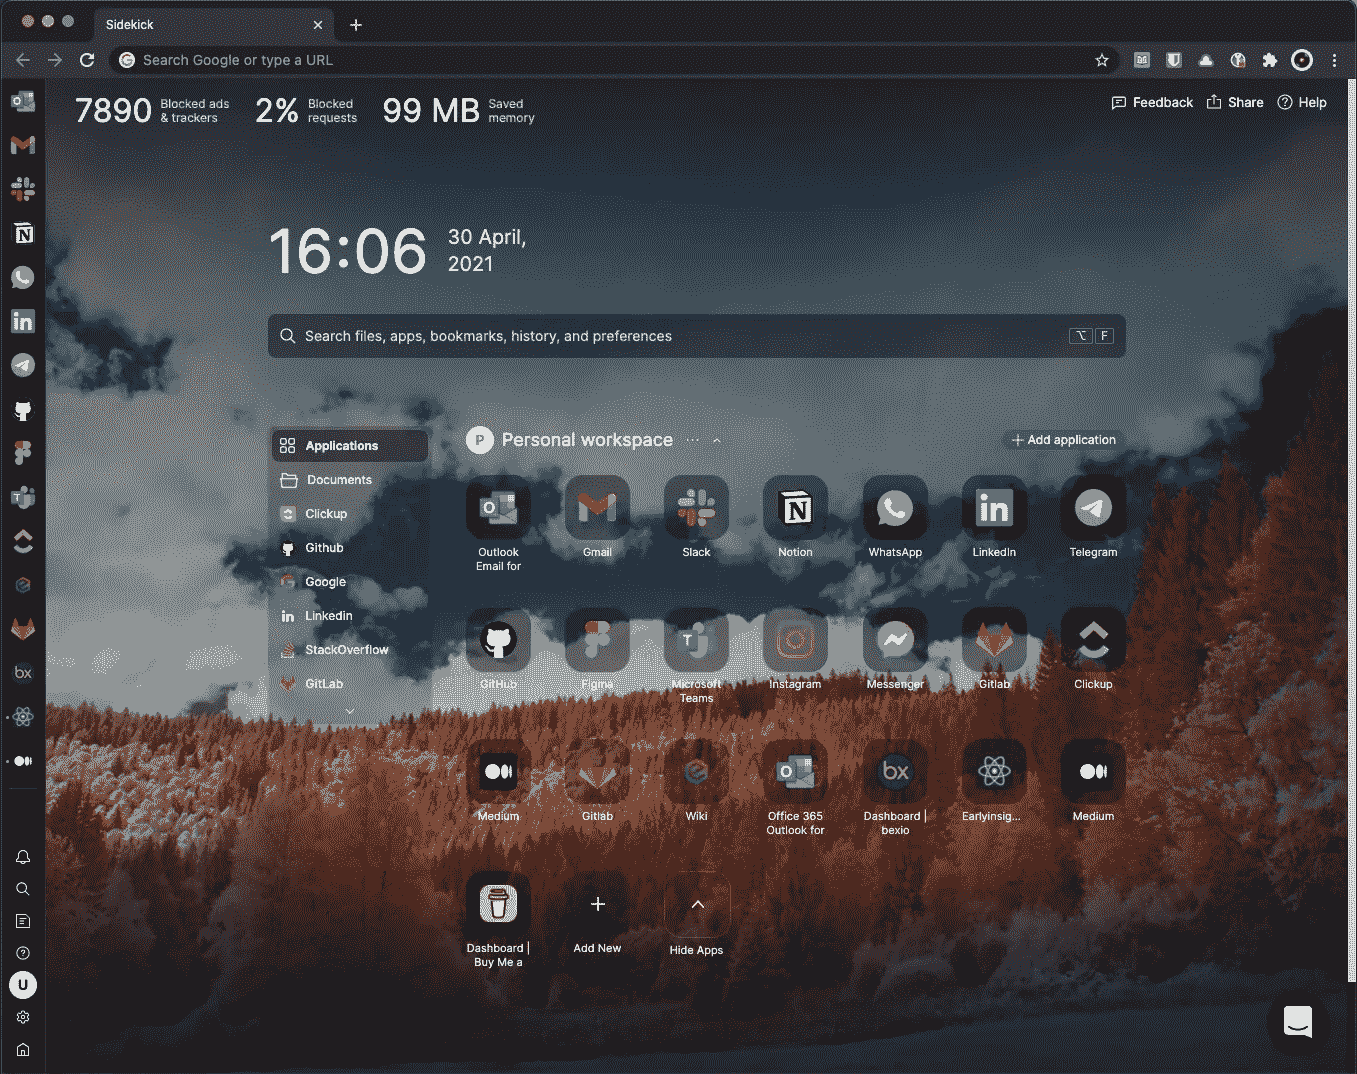 Sidekick
Search Google or type a URL
7890 Blocked ads
& trackers
2% Blocked
requests
99 MB Saved
memory
Feedback
Share
Help
16:06
30 April,
2021
Search files, apps, bookmarks, history, and preferences
F
Applications
Documents
Clickup
Github
Google
Linkedin
StackOverflow
GitLab
P Personal workspace
Add application
Outlook
Email for
Gmail
Slack
Notion
WhatsApp
LinkedIn
Telegram
GitHub
Figma
Microsoft
Teams
Instagram
Messenger
Gitlab
Clickup
Medium
Gitlab
Wiki
Office 365
Outlook for
bx
Dashboard |
bexio
Earlyinsig...
Medium
Dashboard |
Buy Me a
Add New
Hide Apps
bx
U